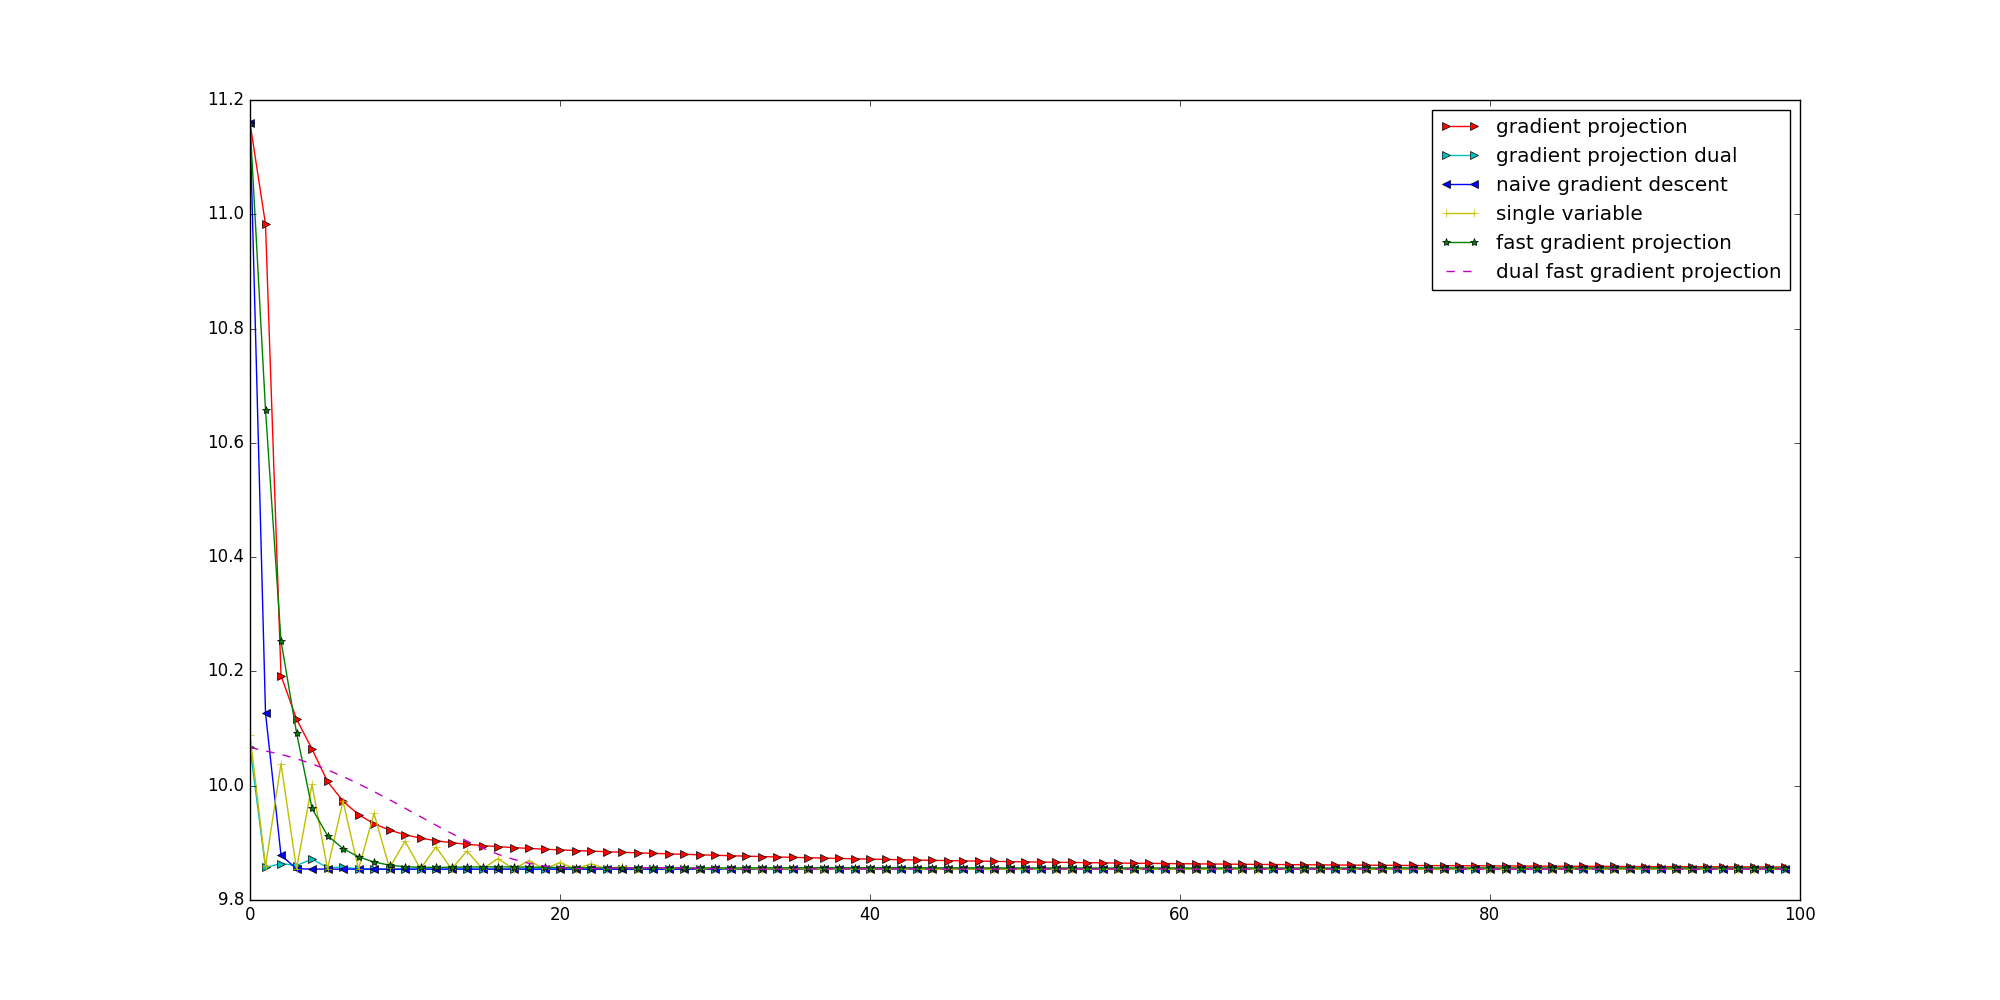 11.2
11.0
10.8
10.6
10.4
10.2
10.0
9.8
0
20
40
60
80
100
gradient projection
gradient projection dual
naive gradient descent
single variable
fast gradient projection
dual fast gradient projection